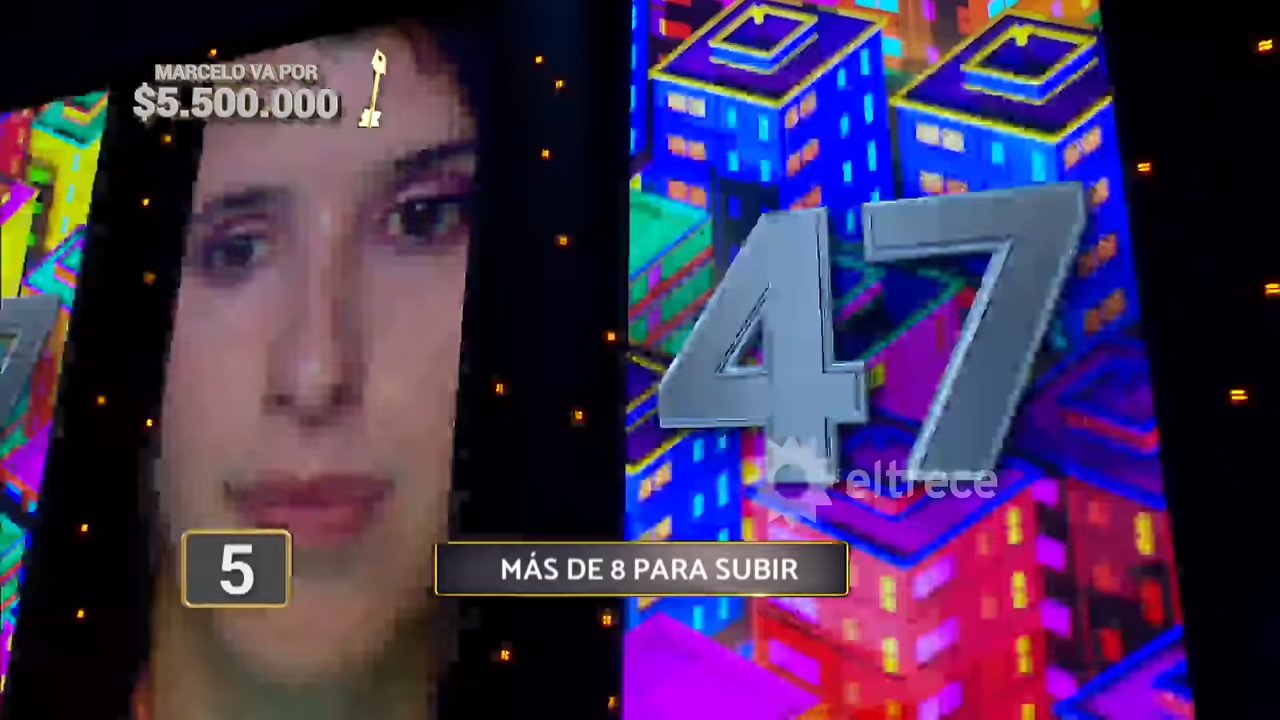 MARCELO VA POR
$5.500.000
47
eltrece
5
MÁS DE 8 PARA SUBIR